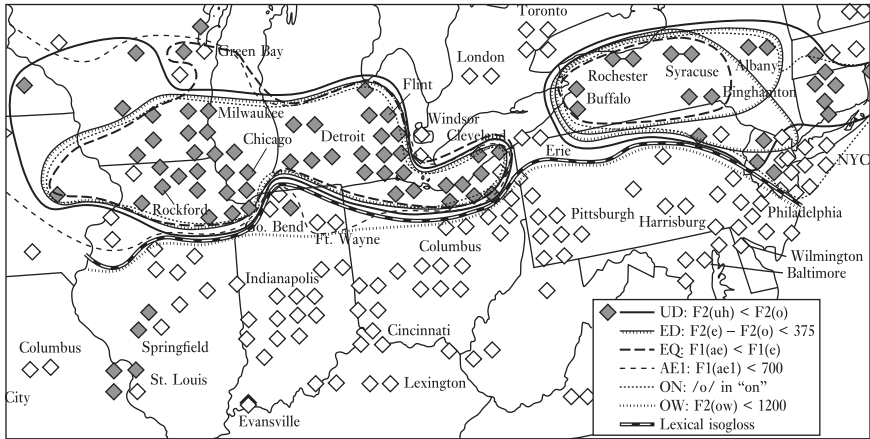 Toronto
Green Bay
London
Rochester
Syracuse
Albany
Flint
Buffalo
Binghamton
Milwaukee
Windsor
Chicago
Detroit
Cleveland
Erie
NYC
Rockford
So. Bend
Ft. Wayne
Pittsburgh
Harrisburg
Philadelphia
Columbus
Wilmington
Baltimore
Indianapolis
Cincinnati
Springfield
Columbus
St. Louis
Lexington
City
Evansville
UD: F2(uh) < F2(o)
ED: F2(e) – F2(o) < 375
EQ: F1(ae) < F1(e)
AE1: F1(ae1) < 700
ON: /o/ in “on”
OW: F2(ow) < 1200
Lexical isogloss